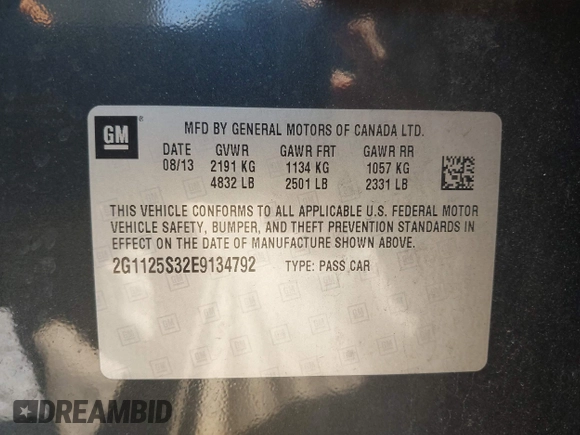 GM
MFD BY GENERAL MOTORS OF CANADA LTD.
DATE GVWR GAWR FRT GAWR RR
08/13 2191 KG 1134 KG 1057 KG
4832 LB 2501 LB 2331 LB
THIS VEHICLE CONFORMS TO ALL APPLICABLE U.S. FEDERAL MOTOR
VEHICLE SAFETY, BUMPER, AND THEFT PREVENTION STANDARDS IN
EFFECT ON THE DATE OF MANUFACTURE SHOWN ABOVE.
2G1125S32E9134792 TYPE: PASS CAR
DREAMBID